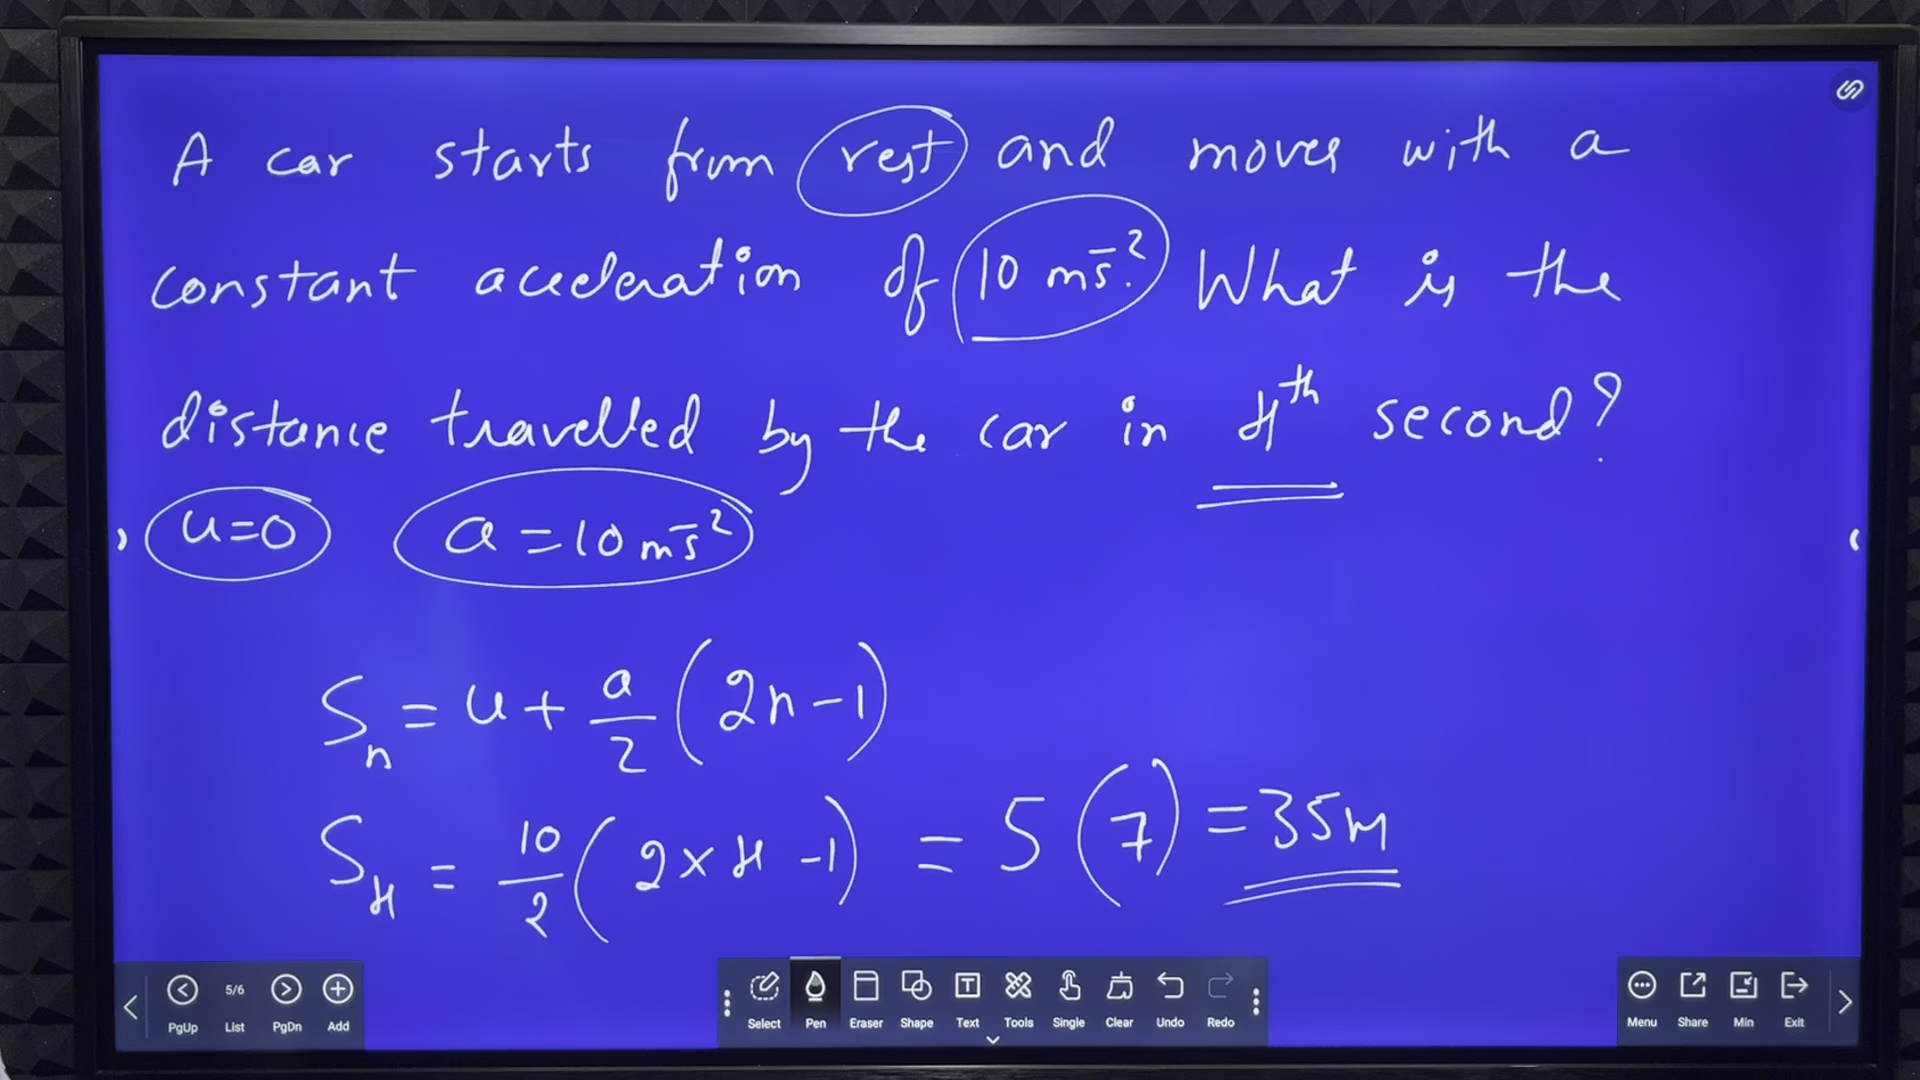 A car starts from rest and moves with a
constant acceleration of 10 ms⁻². What is the
distance travelled by the car in 4th second?
u=0 a=10ms⁻²
Sₙ = u + a/2 (2n-1)
S₄ = 10/2 (2×4-1) = 5(7) = 35m
PgUp 5/6 List PgDn Add
Select Pen Eraser Shape Text Tools Single Clear Undo Redo
Menu Share Min Exit